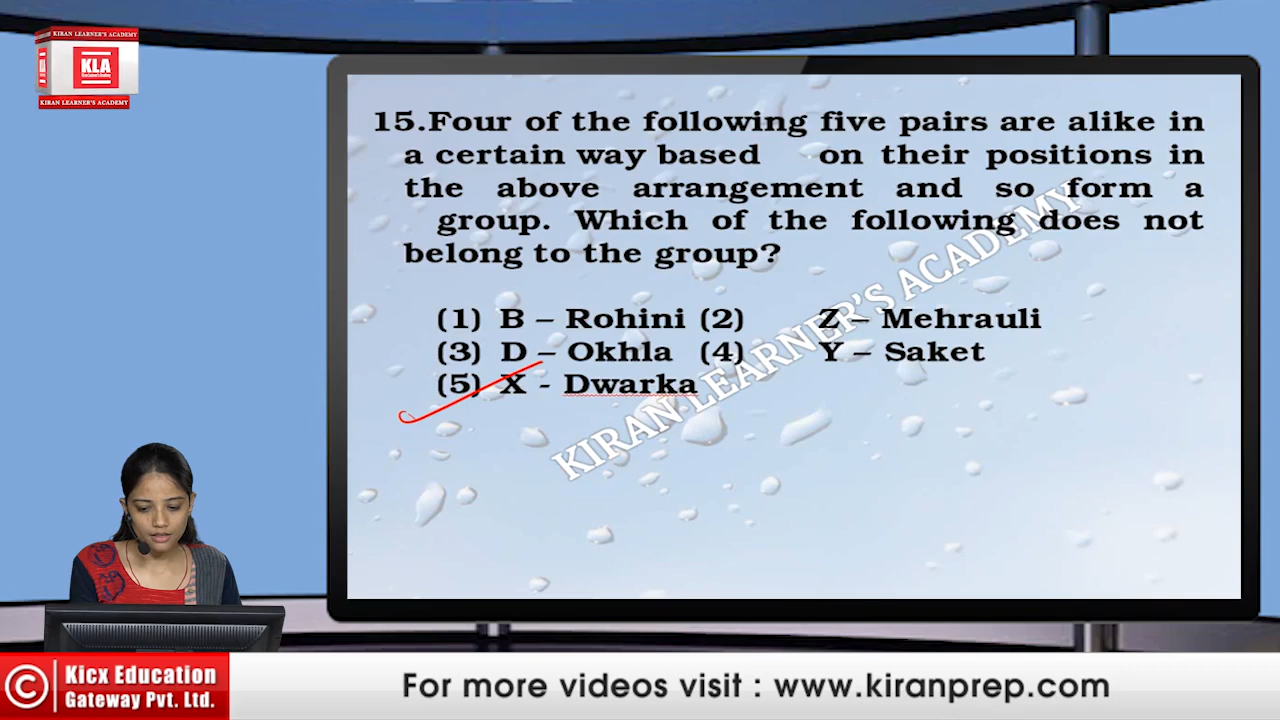 KIRAN LEARNER'S ACADEMY
KLA
Kiran Learner's Academy
KIRAN LEARNER'S ACADEMY
15.Four of the following five pairs are alike in
a certain way based on their positions in
the above arrangement and so form a
group. Which of the following does not
belong to the group?
(1) B – Rohini (2) Z – Mehrauli
(3) D – Okhla (4) Y – Saket
(5) X - Dwarka
KIRAN LEARNER'S ACADEMY
© Kicx Education
Gateway Pvt. Ltd.
For more videos visit : www.kiranprep.com